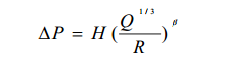 ΔP = H (Q^{1/3} / R)^β